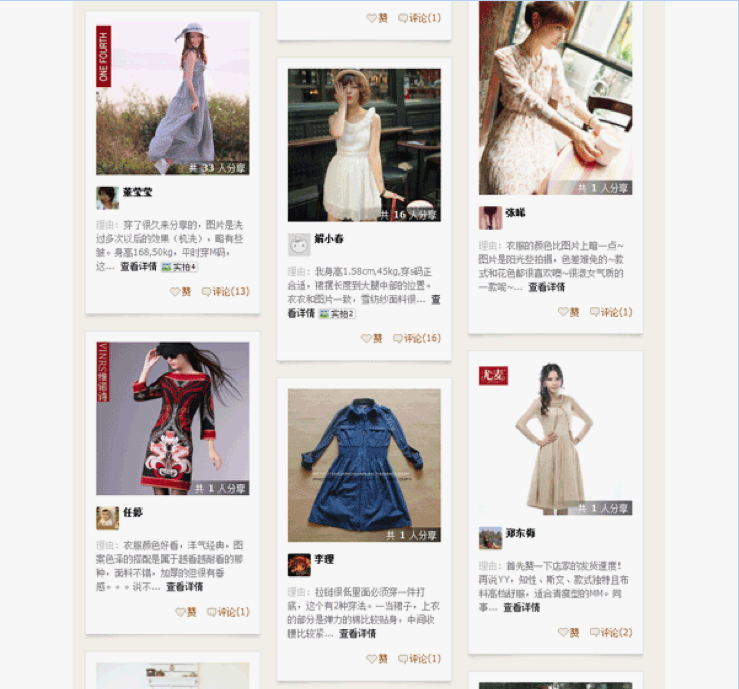 ONE FOURTH
共 33 人分享
董莹莹
理由：穿了很久来分享的，图片是洗
过多次以后的效果（机洗），略有些
皱。身高168,50kg，平时穿M码，
这... 查看详情 实拍4
赞 评论(13)
VINRS维诺诗
共 1 人分享
任婷
理由：衣服颜色好看，洋气经典，图
案色泽的搭配是属于越看越耐看的那
种，面料不错，加厚的但很有垂
感。。。说不... 查看详情
赞 评论(1)
赞 评论(1)
共 16 人分享
解小春
理由：我身高1.58cm,45kg,穿s码正
合适，裙摆长度到大腿中部的位置。
衣衣和图片一致，雪纺纱面料很... 查
看详情 实拍2
赞 评论(16)
共 1 人分享
李理
理由：拉链很低里面必须穿一件打
底，这个有2种穿法。一当裙子，上衣
的部分是弹力的棉比较贴身，中间收
腰比较紧... 查看详情
赞 评论(1)
共 1 人分享
张晞
理由：衣服的颜色比图片上暗一点~
图片是阳光些拍摄，色差难免的~款
式和花色都很喜欢噢~很淑女气质的
一款呢~... 查看详情
赞 评论(1)
尤麦
共 1 人分享
郑东梅
理由：首先赞一下店家的发货速度！
再说YY，知性、斯文、款式独特且布
料高档舒服，适合清瘦型的MM。同
事... 查看详情
赞 评论(2)